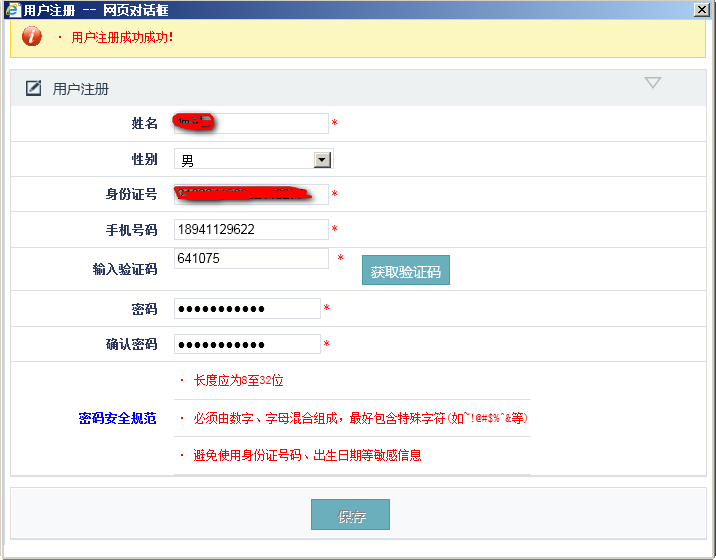 用户注册 -- 网页对话框
· 用户注册成功成功!
用户注册
姓名 *
性别 男
身份证号 *
手机号码 18941129622 *
输入验证码 641075 * 获取验证码
密码 ●●●●●●●●●●● *
确认密码 ●●●●●●●●●●● *
· 长度应为8至32位
密码安全规范 · 必须由数字、字母混合组成，最好包含特殊字符(如~!@#$%^&等)
· 避免使用身份证号码、出生日期等敏感信息
保存